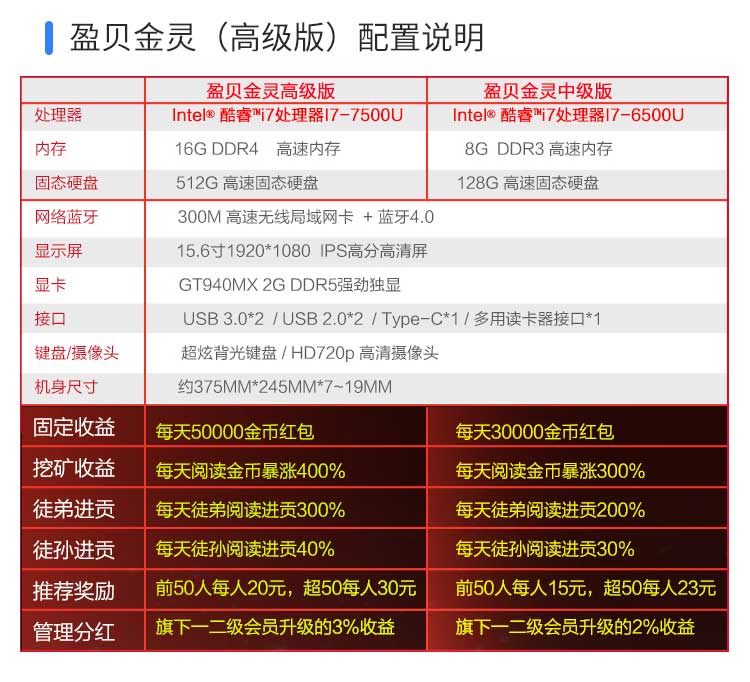 盈贝金灵（高级版）配置说明
盈贝金灵高级版 盈贝金灵中级版
处理器 Intel® 酷睿™i7处理器I7-7500U Intel® 酷睿™i7处理器I7-6500U
内存 16G DDR4 高速内存 8G DDR3 高速内存
固态硬盘 512G 高速固态硬盘 128G 高速固态硬盘
网络蓝牙 300M 高速无线局域网卡 + 蓝牙4.0
显示屏 15.6寸1920*1080 IPS高分高清屏
显卡 GT940MX 2G DDR5强劲独显
接口 USB 3.0*2 / USB 2.0*2 / Type-C*1 / 多用读卡器接口*1
键盘/摄像头 超炫背光键盘 / HD720p 高清摄像头
机身尺寸 约375MM*245MM*7~19MM
固定收益 每天50000金币红包 每天30000金币红包
挖矿收益 每天阅读金币暴涨400% 每天阅读金币暴涨300%
徒弟进贡 每天徒弟阅读进贡300% 每天徒弟阅读进贡200%
徒孙进贡 每天徒孙阅读进贡40% 每天徒孙阅读进贡30%
推荐奖励 前50人每人20元，超50每人30元 前50人每人15元，超50每人23元
管理分红 旗下一二级会员升级的3%收益 旗下一二级会员升级的2%收益